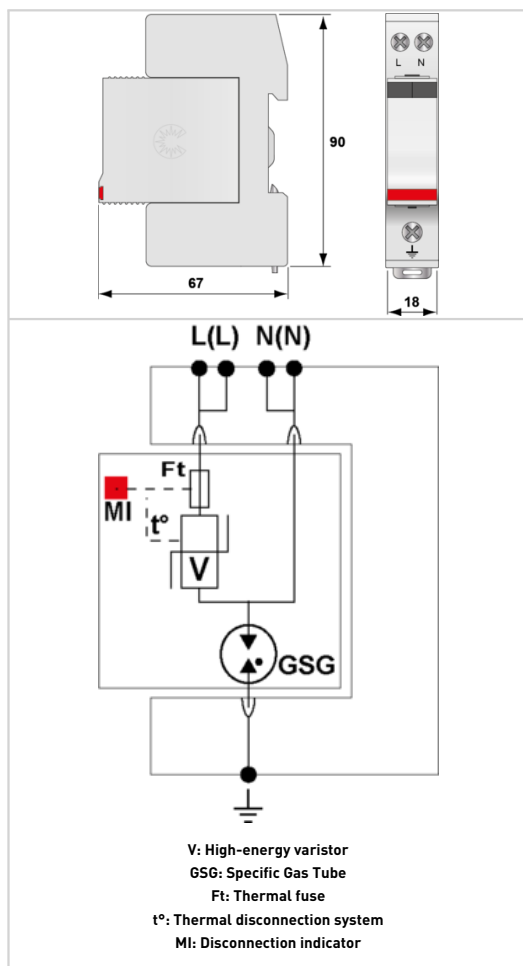 L N
90
67
18
L(L) N(N)
Ft
MI
t°
V
GSG
V: High-energy varistor
GSG: Specific Gas Tube
Ft: Thermal fuse
t°: Thermal disconnection system
MI: Disconnection indicator